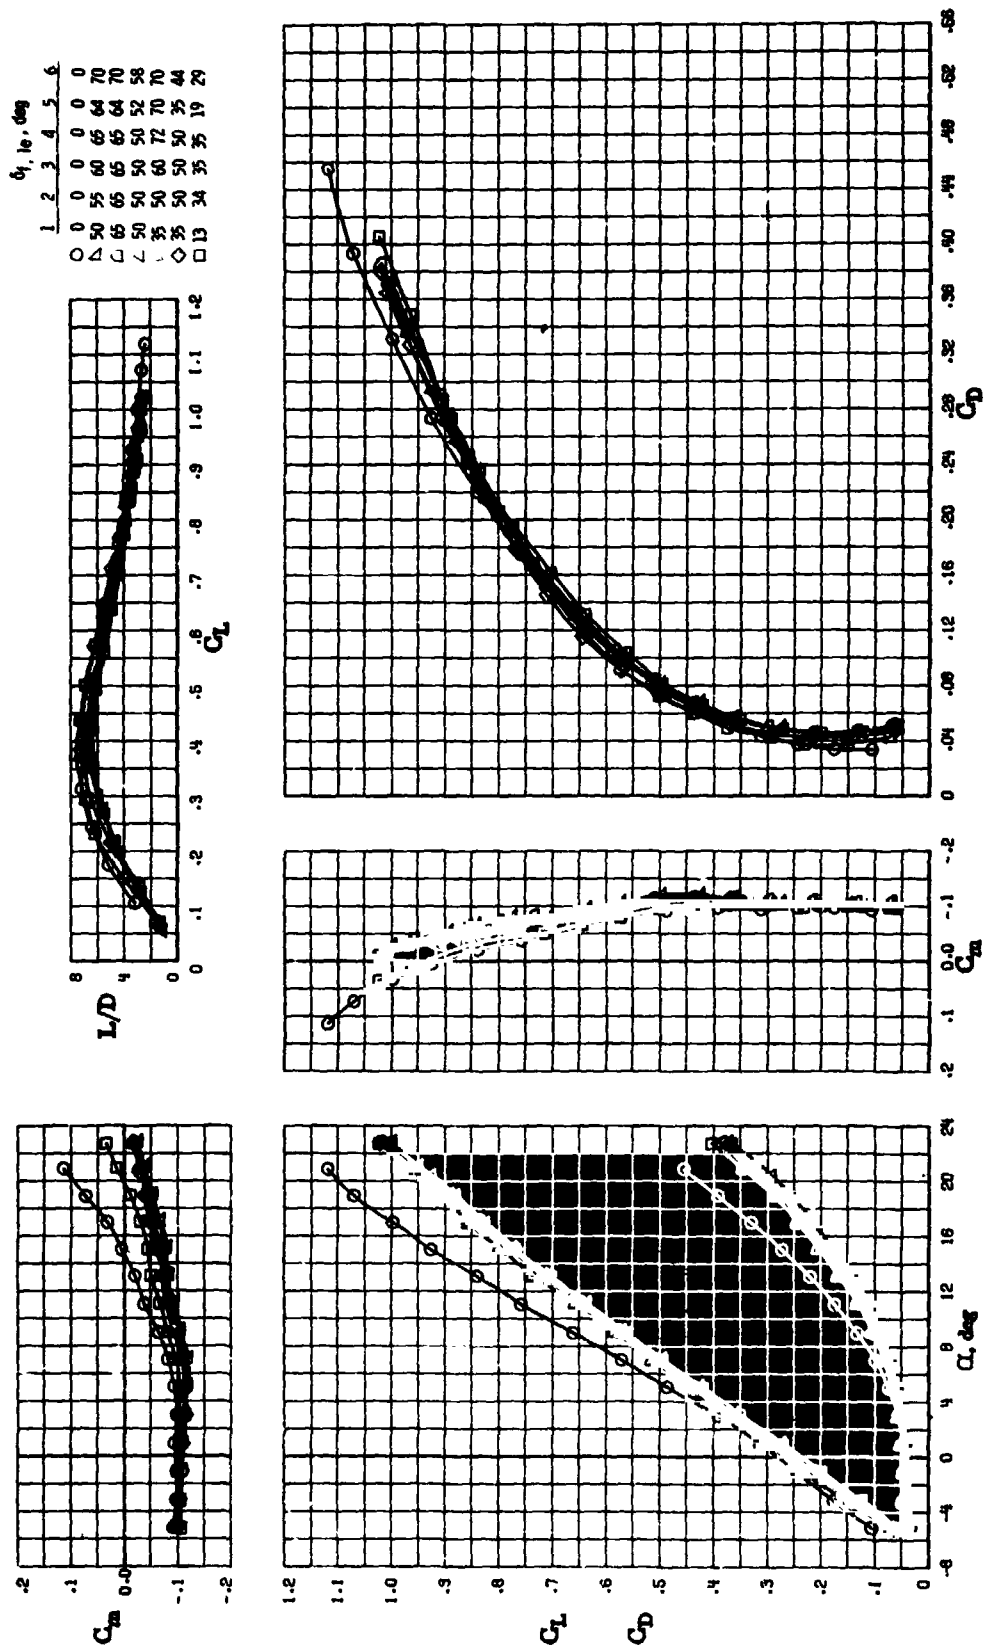 δf, le, deg
1 2 3 4 5 6
0 0 0 0 0 0
50 55 60 65 64 70
65 65 65 65 64 70
50 50 50 50 52 58
35 50 60 72 70 70
35 50 50 50 35 44
13 34 35 35 19 29
L/D
8
4
0
0 .1 .2 .3 .4 .5 .6 .7 .8 .9 1.0 1.1 1.2
CL
Cm
.2
.1
0.0
-.1
-.2
CL
CD
1.2
1.1
1.0
.9
.8
.7
.6
.5
.4
.3
.2
.1
0
-8 -4 0 4 8 12 16 20 24
α, deg
.2 .1 0.0 -.1 -.2
Cm
0 .04 .08 .12 .16 .20 .24 .28 .32 .36 .40 .44 .48 .52 .56
CD